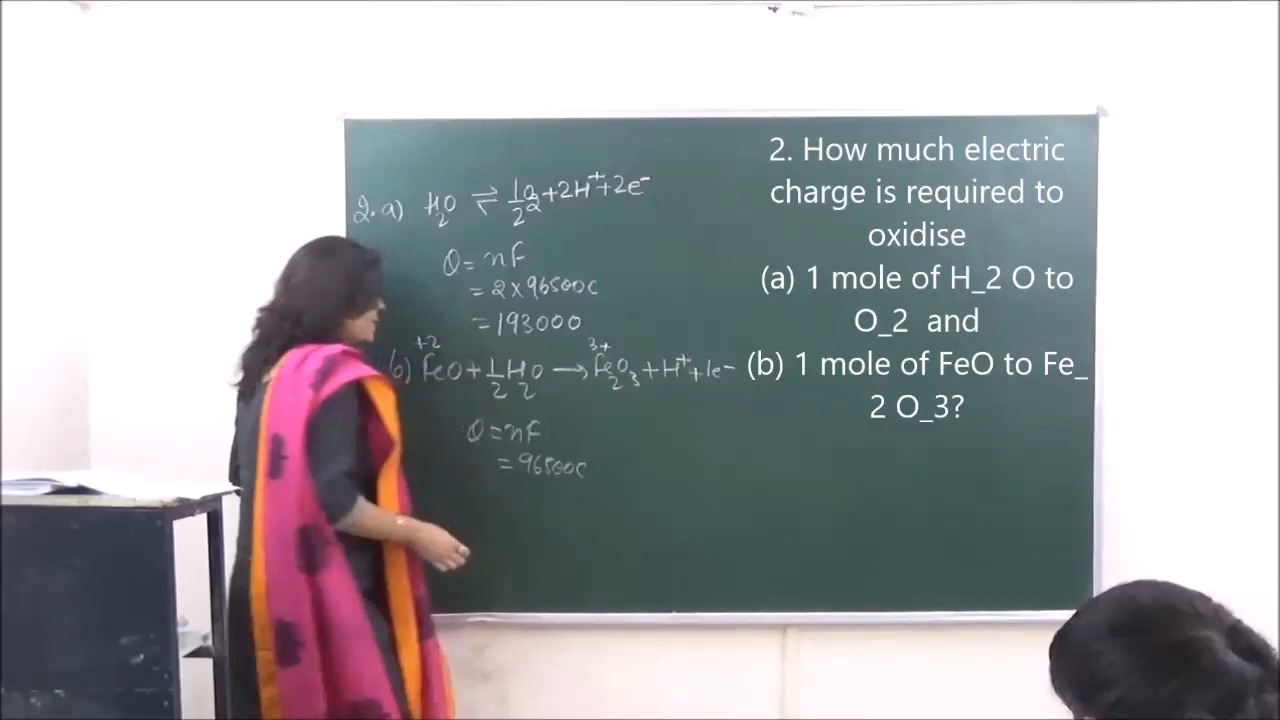 2. a) H₂O ⇌ 1/2 O₂ + 2H⁺ + 2e⁻
Q = nF
= 2 × 96500C
= 193000
+2 3+
b) FeO + 1/2 H₂O → Fe₂O₃ + H⁺ + 1e⁻
Q = nF
= 96500C
2. How much electric
charge is required to
oxidise
(a) 1 mole of H_2 O to
O_2 and
(b) 1 mole of FeO to Fe_
2 O_3?